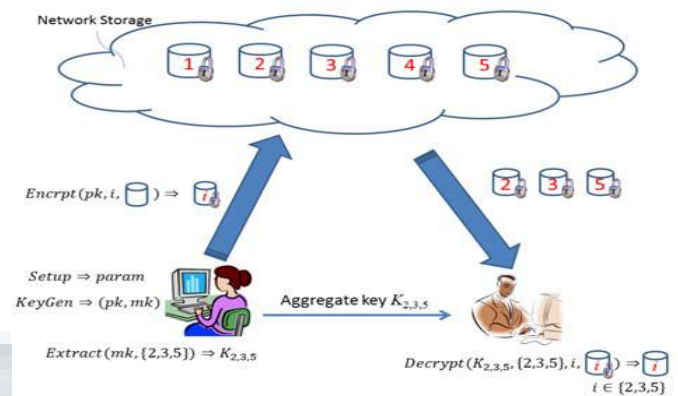 Network Storage
1 2 3 4 5
Encrpt(pk, i, ) ⇒ i
2 3 5
Setup ⇒ param
KeyGen ⇒ (pk, mk)
Aggregate key K₂,₃,₅
Extract(mk, {2,3,5}) ⇒ K₂,₃,₅
Decrypt(K₂,₃,₅, {2,3,5}, i, i ) ⇒ i
i ∈ {2,3,5}